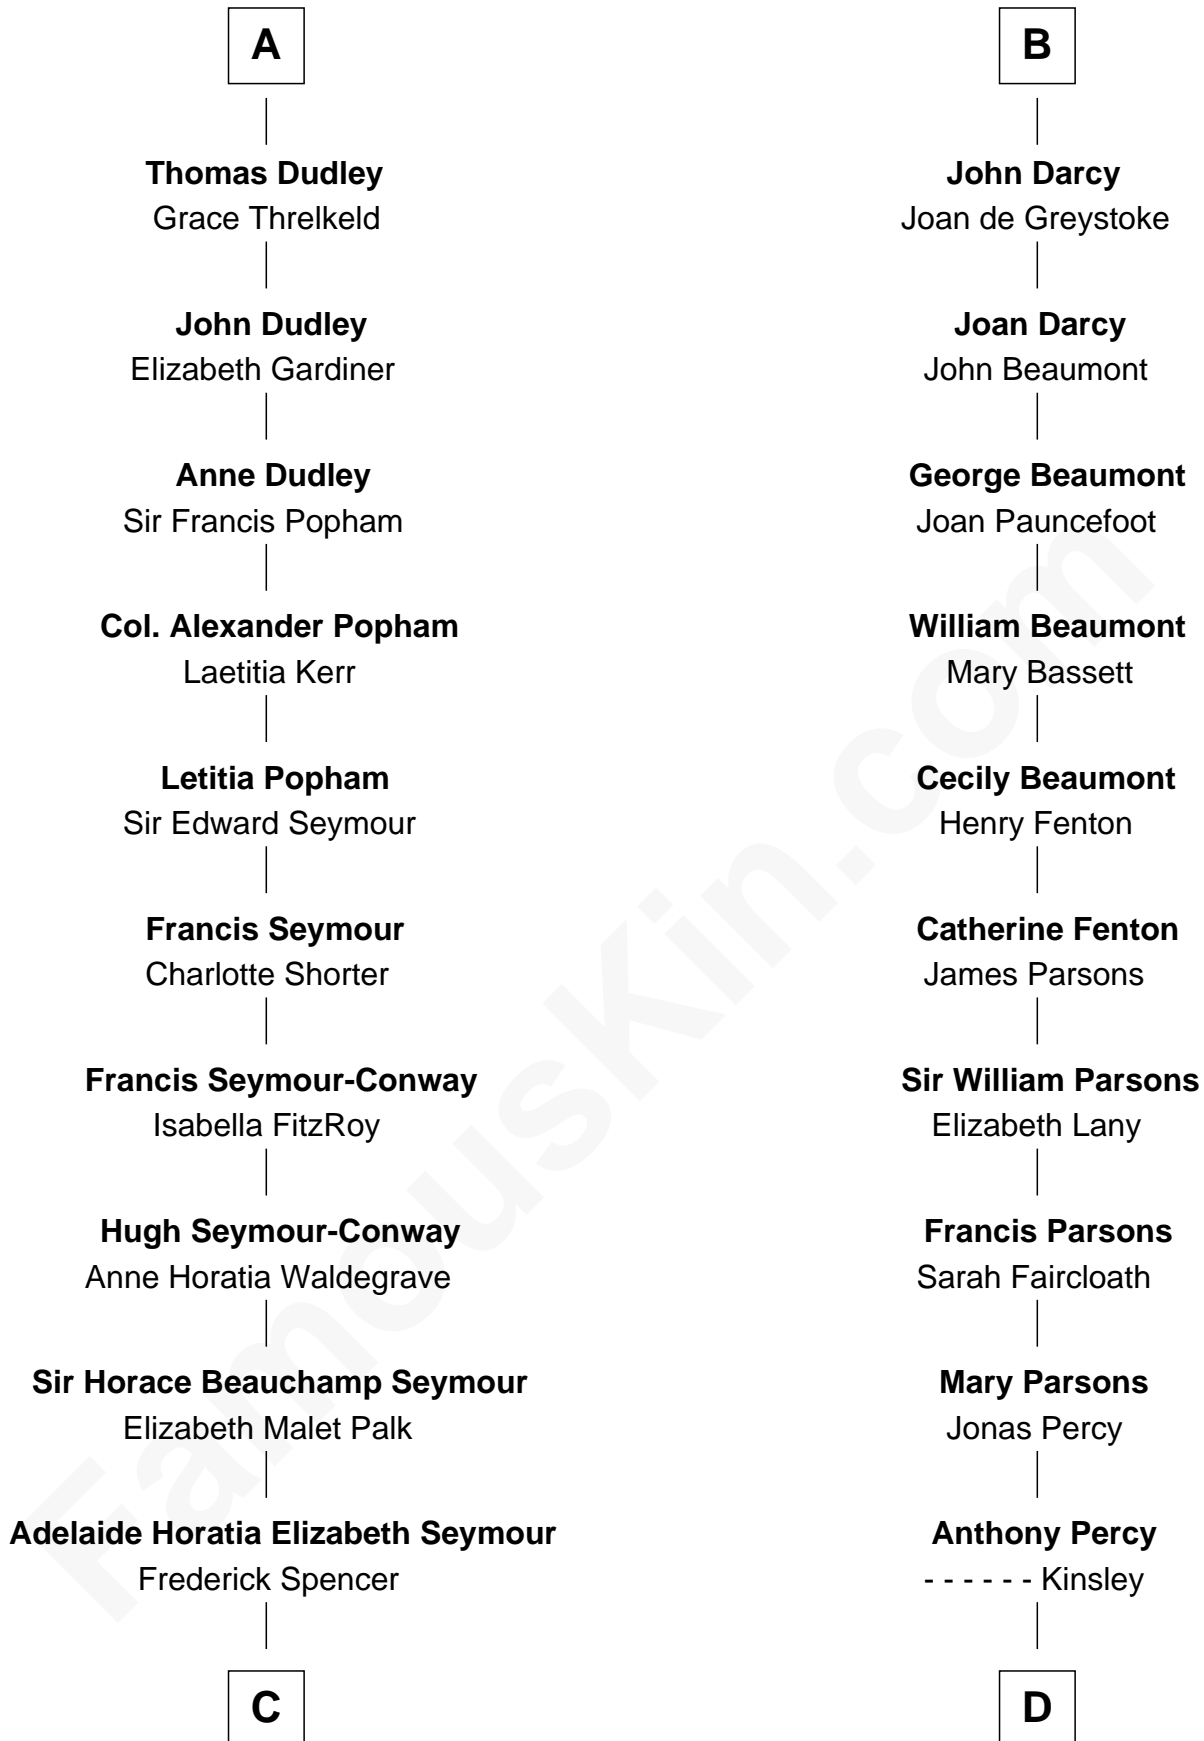 A
Thomas Dudley
Grace Threlkeld
John Dudley
Elizabeth Gardiner
Anne Dudley
Sir Francis Popham
Col. Alexander Popham
Laetitia Kerr
Letitia Popham
Sir Edward Seymour
Francis Seymour
Charlotte Shorter
Francis Seymour-Conway
Isabella FitzRoy
Hugh Seymour-Conway
Anne Horatia Waldegrave
Sir Horace Beauchamp Seymour
Elizabeth Malet Palk
Adelaide Horatia Elizabeth Seymour
Frederick Spencer
C
B
John Darcy
Joan de Greystoke
Joan Darcy
John Beaumont
George Beaumont
Joan Pauncefoot
William Beaumont
Mary Bassett
Cecily Beaumont
Henry Fenton
Catherine Fenton
James Parsons
Sir William Parsons
Elizabeth Lany
Francis Parsons
Sarah Faircloath
Mary Parsons
Jonas Percy
Anthony Percy
- - - - - - Kinsley
D
FamousKin.com